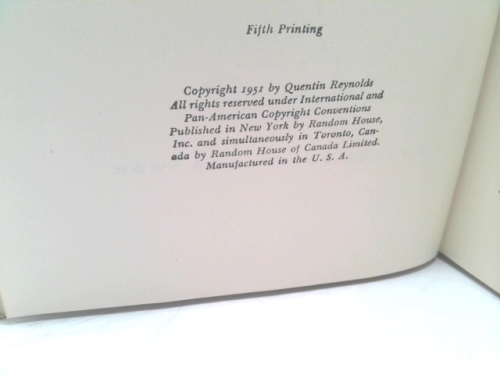 Fifth Printing
Copyright 1951 by Quentin Reynolds
All rights reserved under International and
Pan-American Copyright Conventions
Published in New York by Random House,
Inc. and simultaneously in Toronto, Can-
ada by Random House of Canada Limited.
Manufactured in the U. S. A.